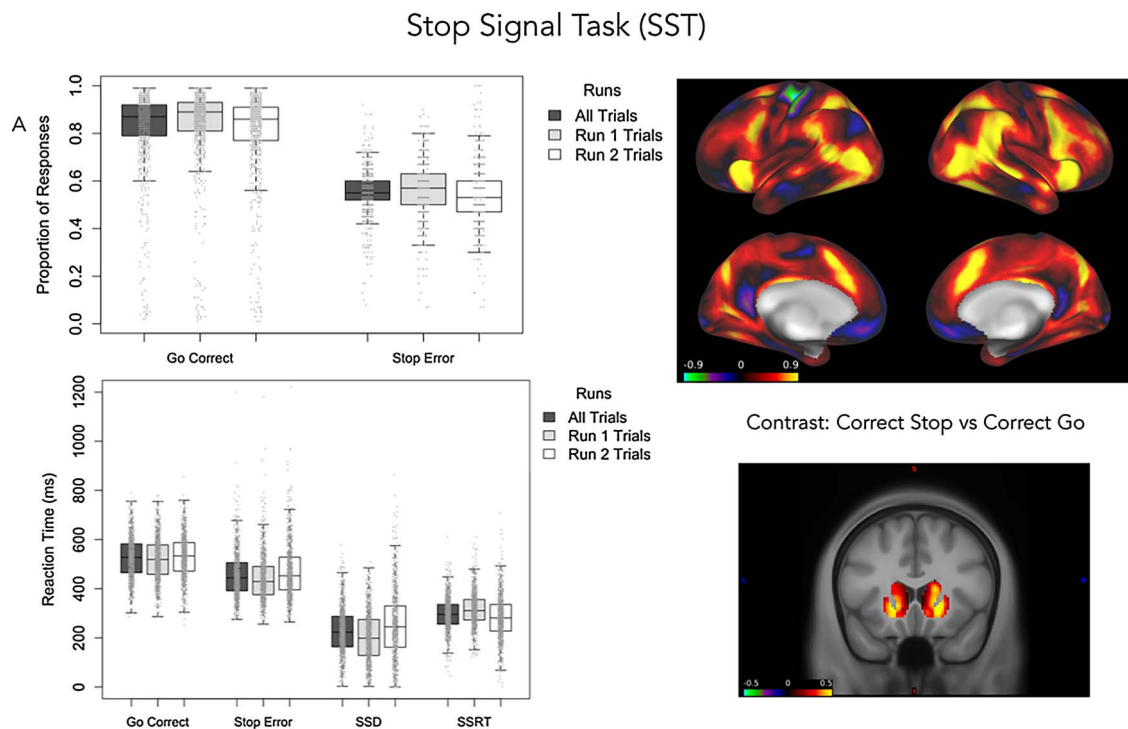 Stop Signal Task (SST)
A
Proportion of Responses
1.0
0.8
0.6
0.4
0.2
0.0
Go Correct
Stop Error
Runs
All Trials
Run 1 Trials
Run 2 Trials
-0.9 0 0.9
Reaction Time (ms)
1200
1000
800
600
400
200
0
Go Correct
Stop Error
SSD
SSRT
Runs
All Trials
Run 1 Trials
Run 2 Trials
Contrast: Correct Stop vs Correct Go
S
L
R
I
-0.5 0 0.5